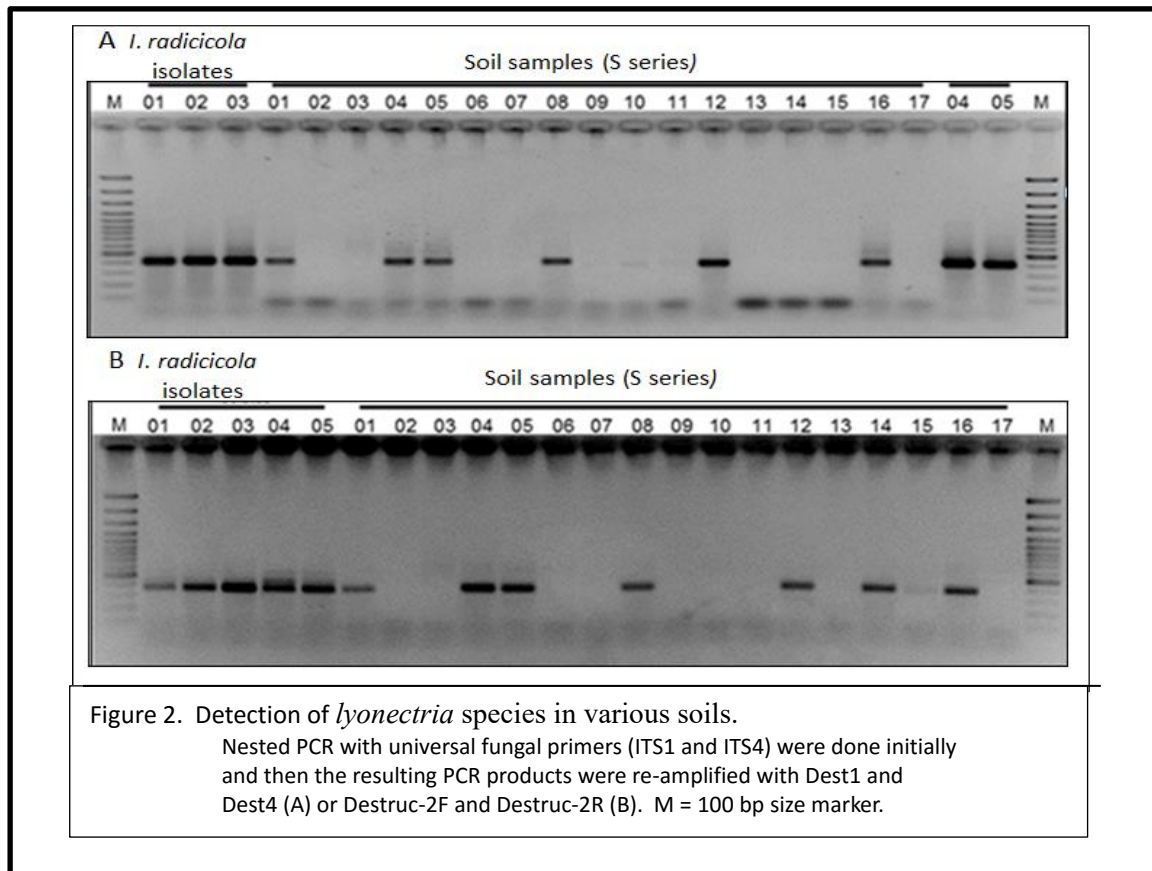 A I. radicicola
isolates
Soil samples (S series)
M 01 02 03 01 02 03 04 05 06 07 08 09 10 11 12 13 14 15 16 17 04 05 M
B I. radicicola
isolates
Soil samples (S series)
M 01 02 03 04 05 01 02 03 04 05 06 07 08 09 10 11 12 13 14 15 16 17 M
Figure 2. Detection of lyonectria species in various soils.
Nested PCR with universal fungal primers (ITS1 and ITS4) were done initially
and then the resulting PCR products were re-amplified with Dest1 and
Dest4 (A) or Destruc-2F and Destruc-2R (B). M = 100 bp size marker.